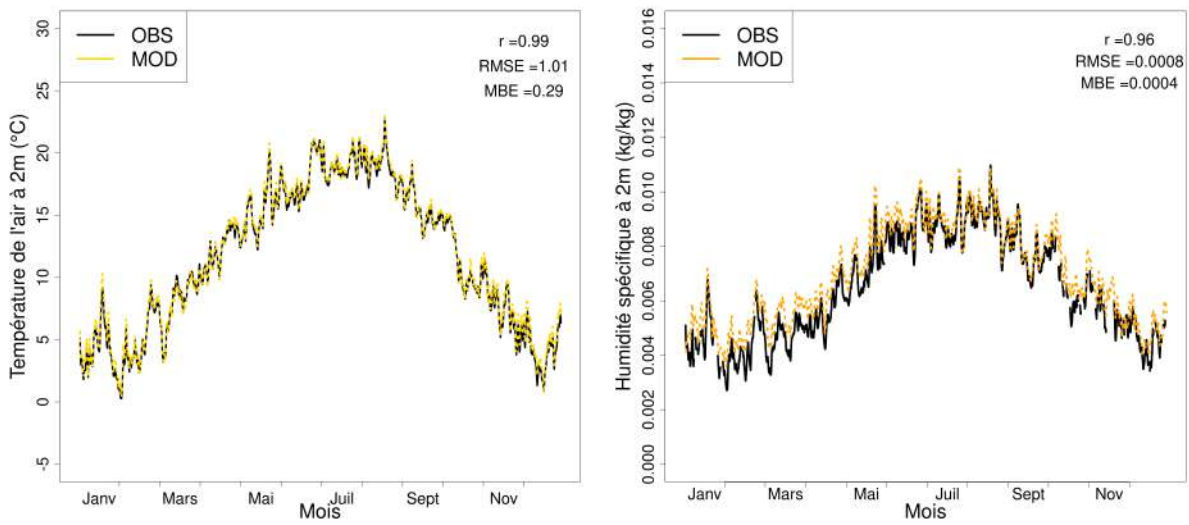 OBS
MOD
r =0.99
RMSE =1.01
MBE =0.29
Température de l'air à 2m (°C)
30
25
20
15
10
5
0
-5
Janv
Mars
Mai
Juil
Sept
Nov
Mois
OBS
MOD
r =0.96
RMSE =0.0008
MBE =0.0004
Humidité spécifique à 2m (kg/kg)
0.016
0.014
0.012
0.010
0.008
0.006
0.004
0.002
0.000
Janv
Mars
Mai
Juil
Sept
Nov
Mois